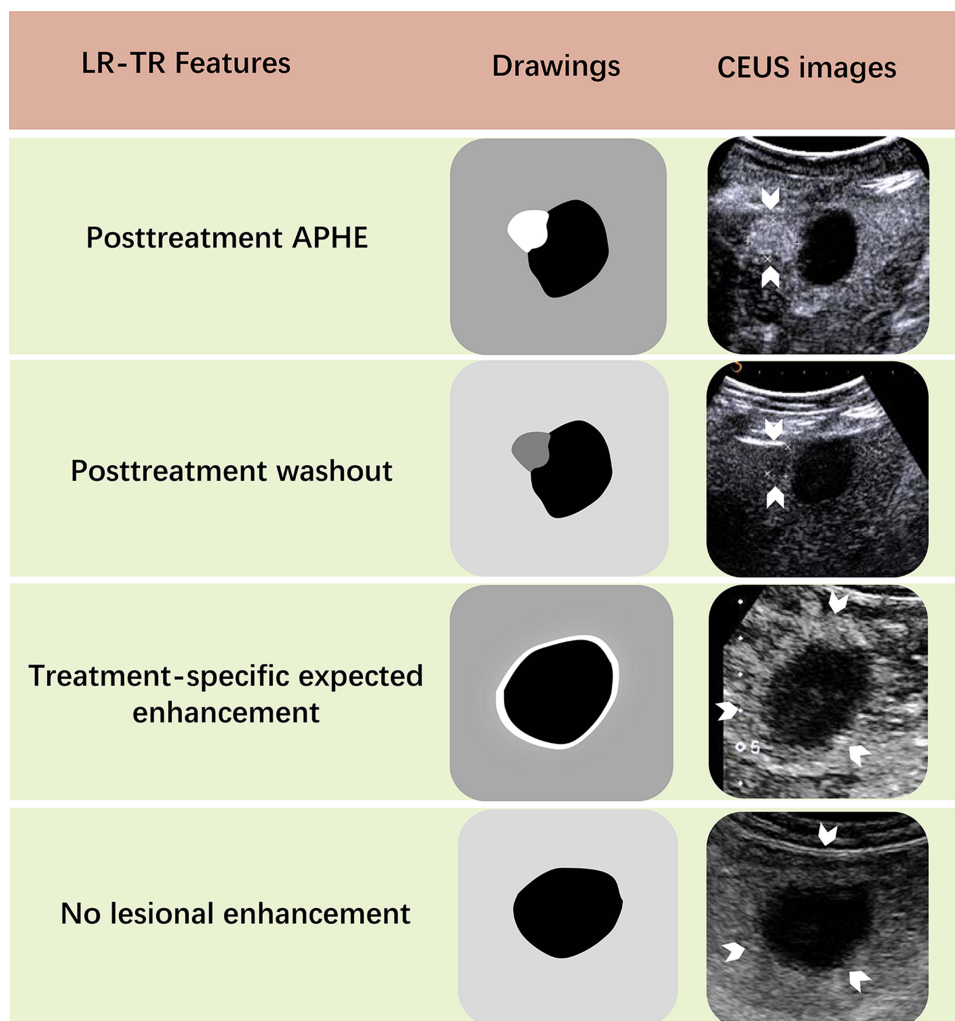 LR-TR Features
Drawings
CEUS images
Posttreatment APHE
Posttreatment washout
Treatment-specific expected
enhancement
5
No lesional enhancement